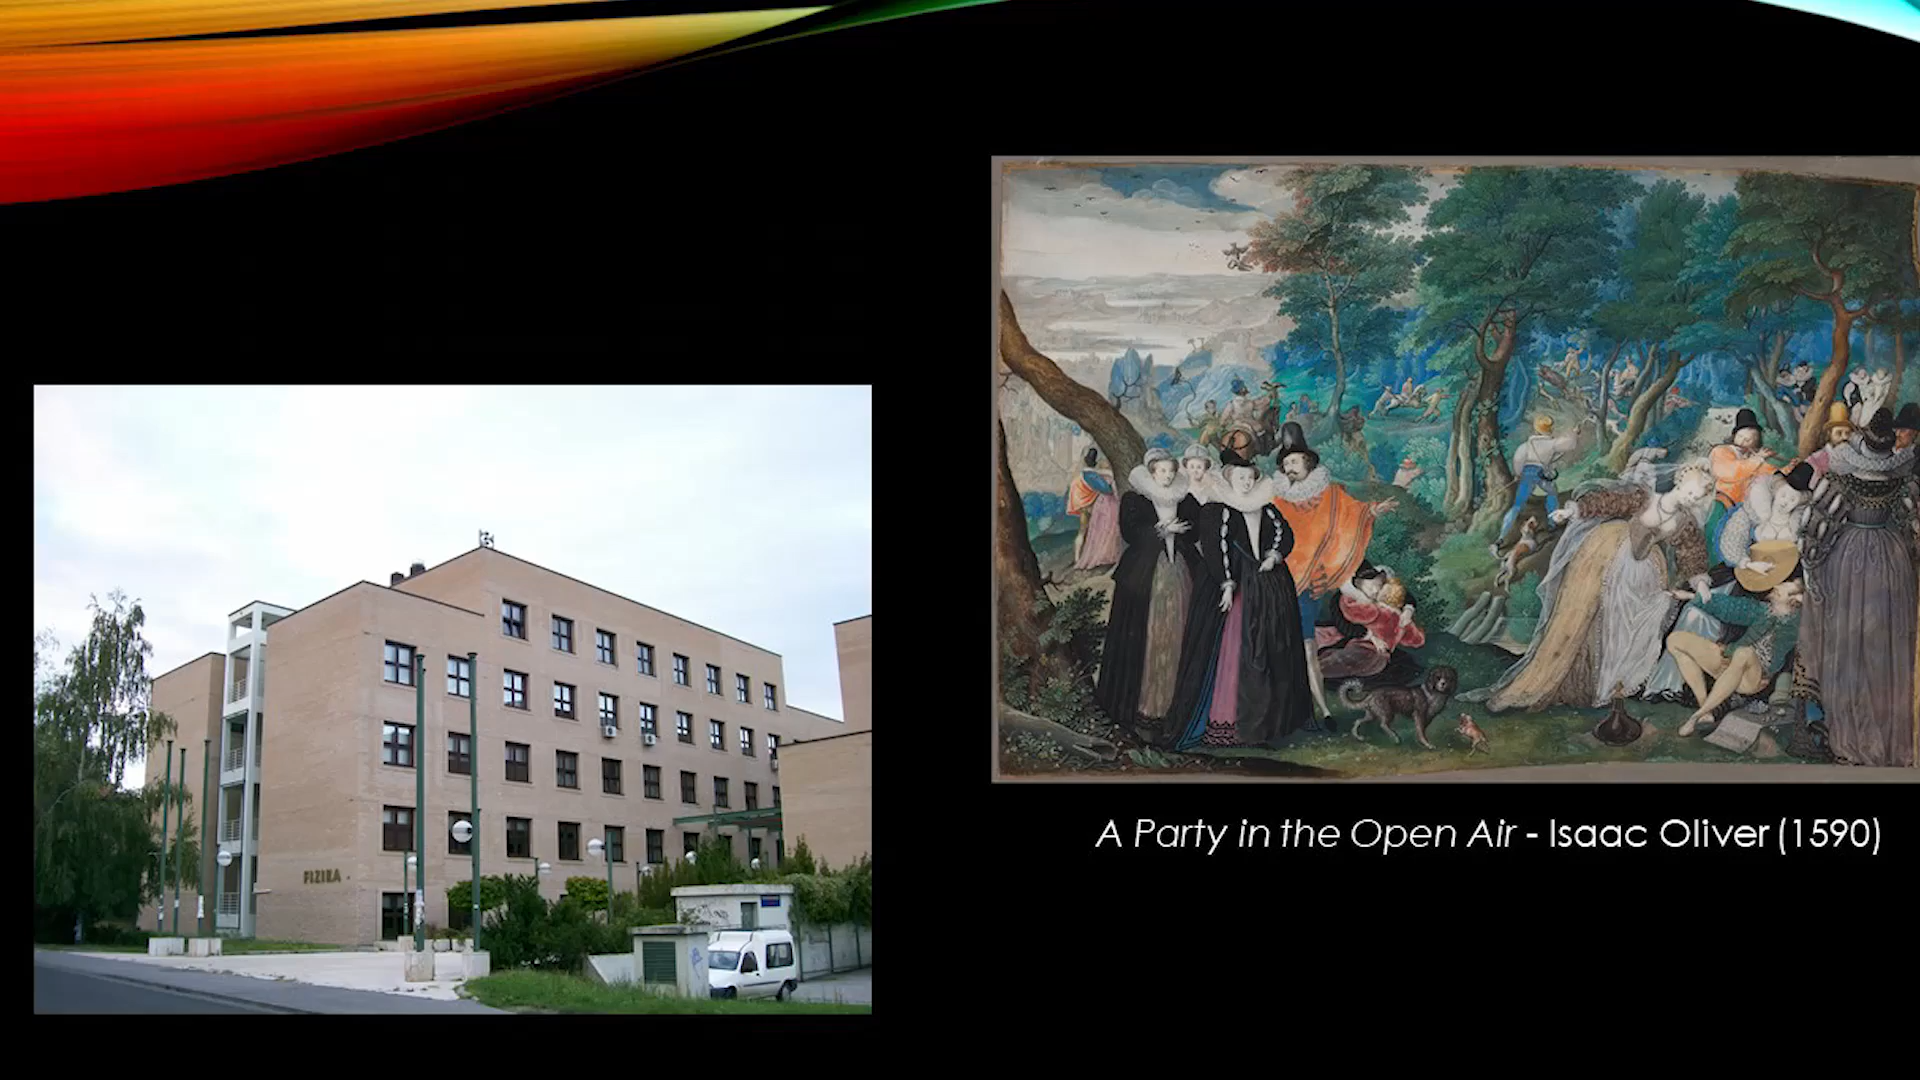 FIZIKA
A Party in the Open Air - Isaac Oliver (1590)